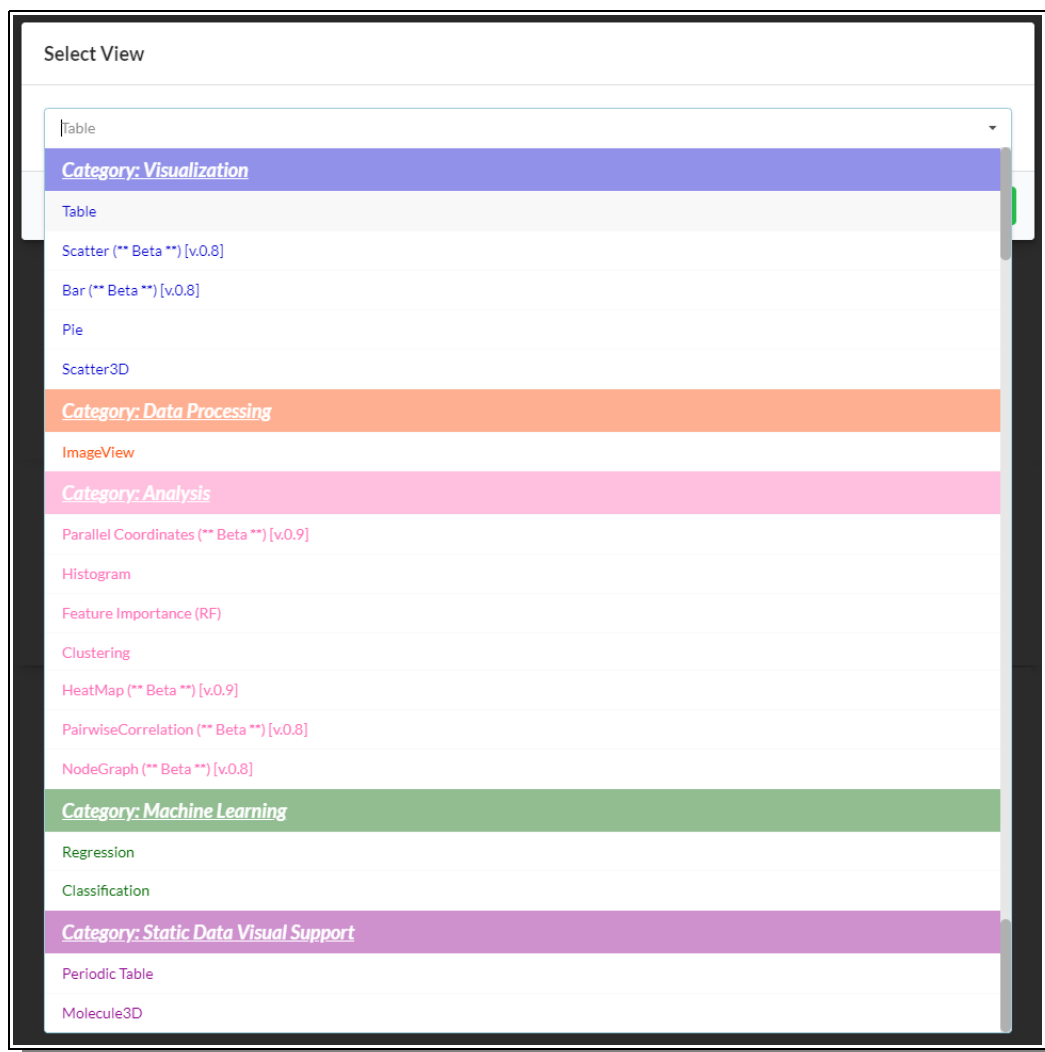 Select View
Table
Category: Visualization
Table
Scatter (** Beta **) [v.0.8]
Bar (** Beta **) [v.0.8]
Pie
Scatter3D
Category: Data Processing
ImageView
Category: Analysis
Parallel Coordinates (** Beta **) [v.0.9]
Histogram
Feature Importance (RF)
Clustering
HeatMap (** Beta **) [v.0.9]
PairwiseCorrelation (** Beta **) [v.0.8]
NodeGraph (** Beta **) [v.0.8]
Category: Machine Learning
Regression
Classification
Category: Static Data Visual Support
Periodic Table
Molecule3D